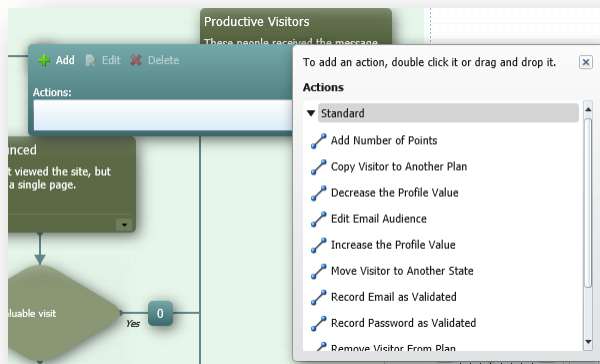 Productive Visitors
These people received the message
Add Edit Delete
Actions:
nced
t viewed the site, but
a single page.
aluable visit
Yes
0
To add an action, double click it or drag and drop it.
Actions
Standard
Add Number of Points
Copy Visitor to Another Plan
Decrease the Profile Value
Edit Email Audience
Increase the Profile Value
Move Visitor to Another State
Record Email as Validated
Record Password as Validated
Remove Visitor From Plan